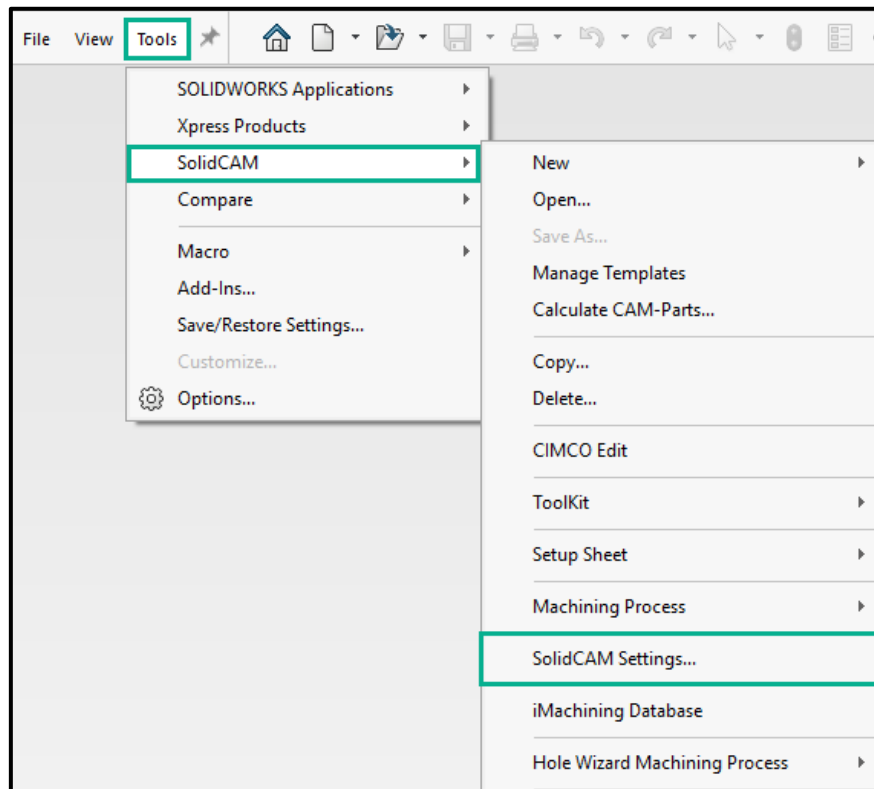 File View Tools
SOLIDWORKS Applications
Xpress Products
SolidCAM
Compare
Macro
Add-Ins...
Save/Restore Settings...
Customize...
Options...
New
Open...
Save As...
Manage Templates
Calculate CAM-Parts...
Copy...
Delete...
CIMCO Edit
ToolKit
Setup Sheet
Machining Process
SolidCAM Settings...
iMachining Database
Hole Wizard Machining Process